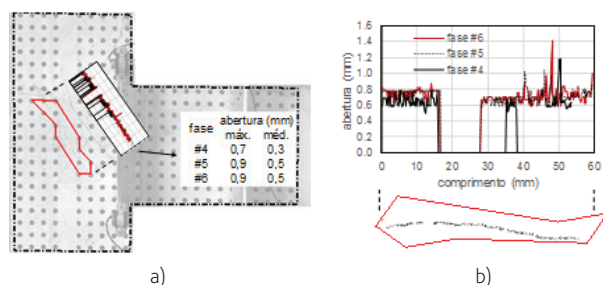 abertura (mm)
fase máx. méd.
#4 0,7 0,3
#5 0,9 0,5
#6 0,9 0,5
a)
1.6
1.4
1.2
1.0
0.8
0.6
0.4
0.2
0.0
abertura (mm)
fase #6
fase #5
fase #4
0 10 20 30 40 50 60
comprimento (mm)
b)